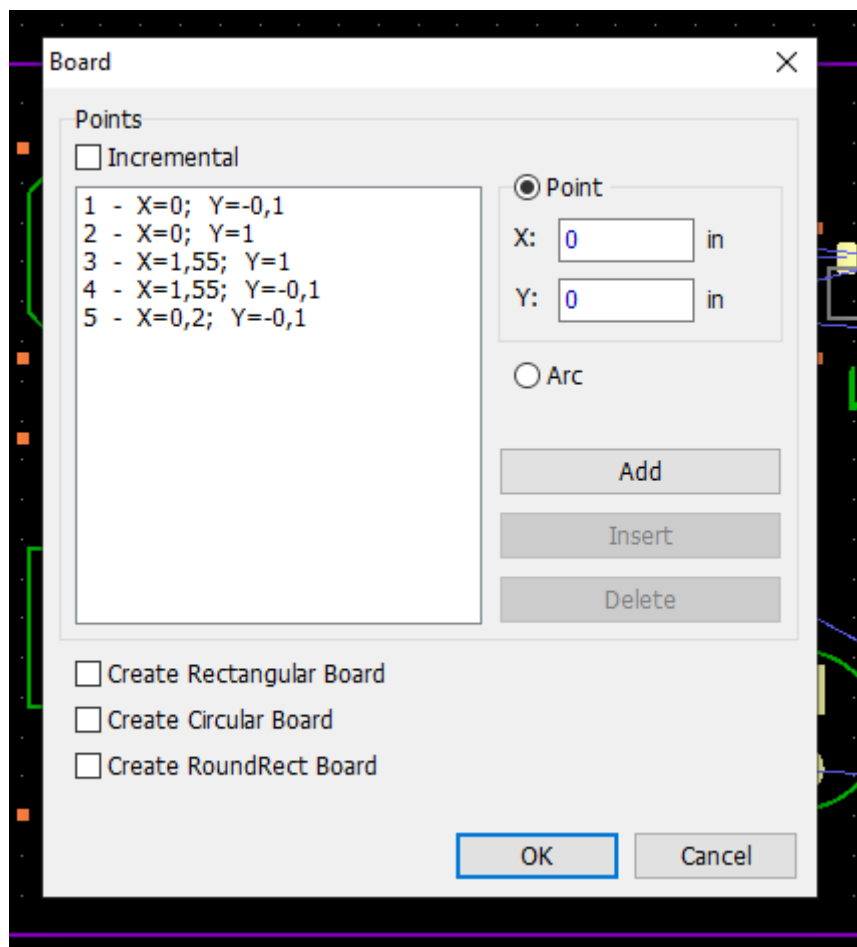 Board
Points
Incremental
1 - X=0; Y=-0,1
2 - X=0; Y=1
3 - X=1,55; Y=1
4 - X=1,55; Y=-0,1
5 - X=0,2; Y=-0,1
Point
X: 0 in
Y: 0 in
Arc
Add
Insert
Delete
Create Rectangular Board
Create Circular Board
Create RoundRect Board
OK Cancel